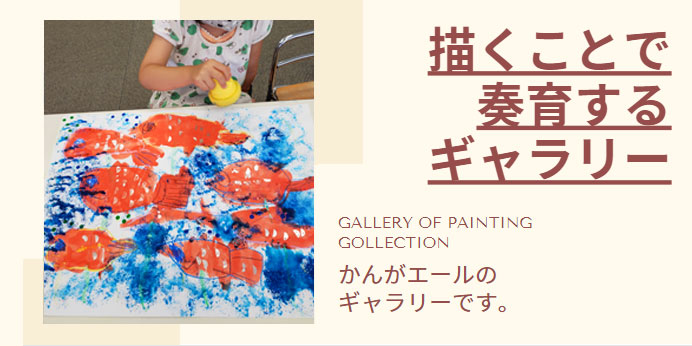 描くことで
奏育する
ギャラリー
GALLERY OF PAINTING
GOLLECTION
かんがエールの
ギャラリーです。